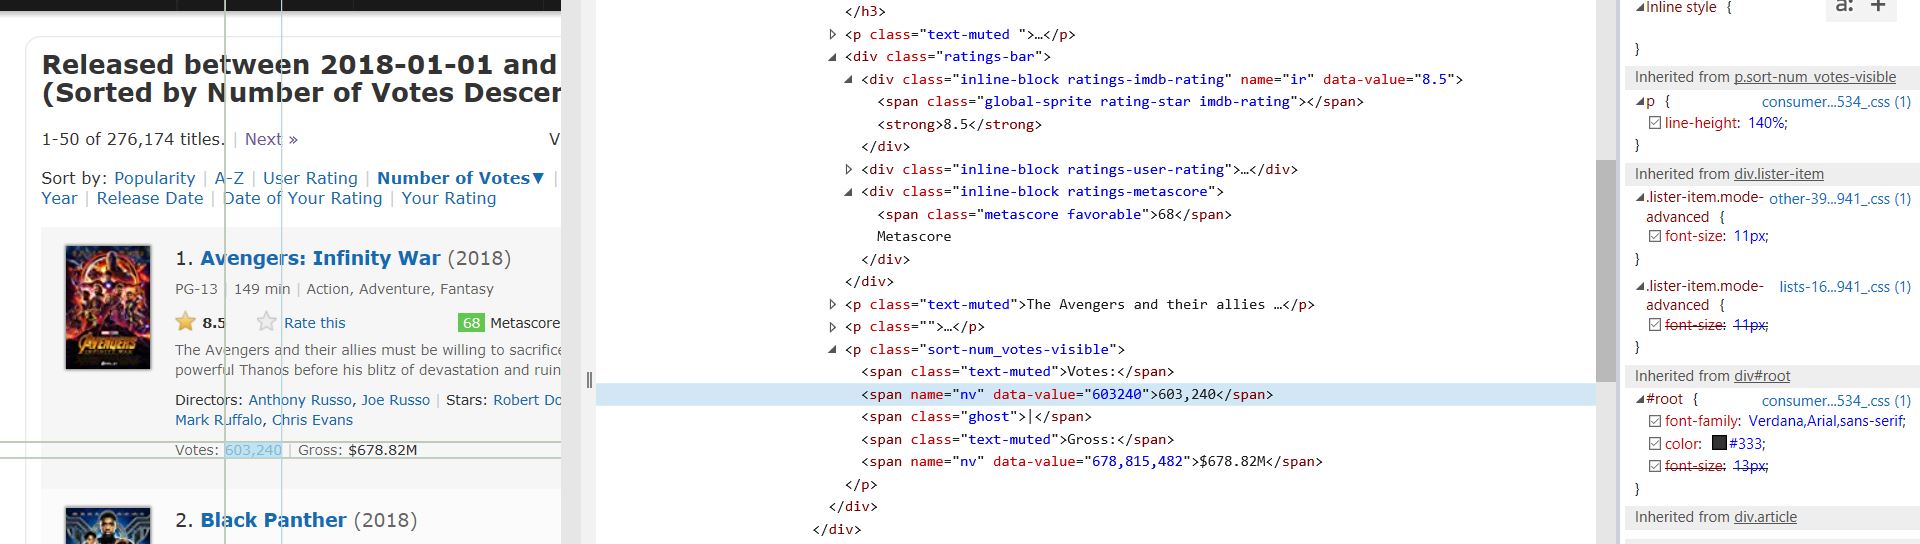 Released between 2018-01-01 and
(Sorted by Number of Votes Descer
1-50 of 276,174 titles. | Next » V
Sort by: Popularity | A-Z | User Rating | Number of Votes▼ |
Year | Release Date | Date of Your Rating | Your Rating
1. Avengers: Infinity War (2018)
PG-13 | 149 min | Action, Adventure, Fantasy
8.5 Rate this 68 Metascore
The Avengers and their allies must be willing to sacrifice
powerful Thanos before his blitz of devastation and ruin
Directors: Anthony Russo, Joe Russo | Stars: Robert Do
Mark Ruffalo, Chris Evans
Votes: 603,240 | Gross: $678.82M
2. Black Panther (2018)
</h3>
<p class="text-muted ">…</p>
<div class="ratings-bar">
<div class="inline-block ratings-imdb-rating" name="ir" data-value="8.5">
<span class="global-sprite rating-star imdb-rating"></span>
<strong>8.5</strong>
</div>
<div class="inline-block ratings-user-rating">…</div>
<div class="inline-block ratings-metascore">
<span class="metascore favorable">68</span>
Metascore
</div>
</div>
<p class="text-muted">The Avengers and their allies …</p>
<p class="">…</p>
<p class="sort-num_votes-visible">
<span class="text-muted">Votes:</span>
<span name="nv" data-value="603240">603,240</span>
<span class="ghost">|</span>
<span class="text-muted">Gross:</span>
<span name="nv" data-value="678,815,482">$678.82M</span>
</p>
</div>
</div>
Inline style {
a: +
}
Inherited from p.sort-num_votes-visible
p { consumer...534_.css (1)
line-height: 140%;
}
Inherited from div.lister-item
.lister-item.mode- other-39...941_.css (1)
advanced {
font-size: 11px;
}
.lister-item.mode- lists-16...941_.css (1)
advanced {
font-size: 11px;
}
Inherited from div#root
#root { consumer...534_.css (1)
font-family: Verdana,Arial,sans-serif;
color: #333;
font-size: 13px;
}
Inherited from div.article